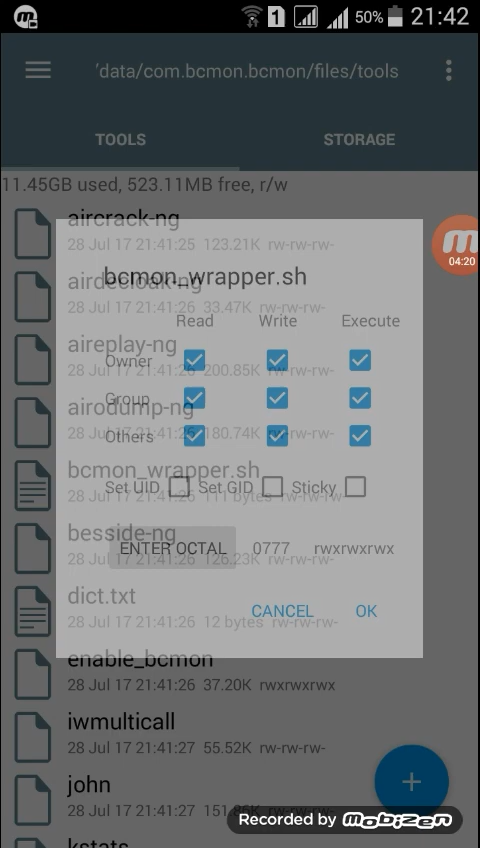 50% 21:42
'data/com.bcmon.bcmon/files/tools
TOOLS STORAGE
11.45GB used, 523.11MB free, r/w
aircrack-ng
28 Jul 17 21:41:25 123.21K rw-rw-rw-
airdecloak-ng
bcmon_wrapper.sh
28 Jul 17 21:41:25 33.47K rw-rw-rw-
04:20
Read Write Execute
aireplay-ng
Owner
28 Jul 17 21:41:25 200.85K rw-rw-rw-
Group
airodump-ng
28 Jul 17 21:41:26 180.74K rw-rw-rw-
Others
bcmon_wrapper.sh
Set UID Set GID Sticky
28 Jul 17 21:41:26 111 bytes rw-rw-rw-
besside-ng
ENTER OCTAL 0777 rwxrwxrwx
28 Jul 17 21:41:26 126.23K rw-rw-rw-
dict.txt
CANCEL OK
28 Jul 17 21:41:26 12 bytes rw-rw-rw-
enable_bcmon
28 Jul 17 21:41:26 37.20K rwxrwxrwx
iwmulticall
28 Jul 17 21:41:27 55.52K rw-rw-rw-
john
28 Jul 17 21:41:27 rw-rw-rw-
Recorded by mobizen
kstats